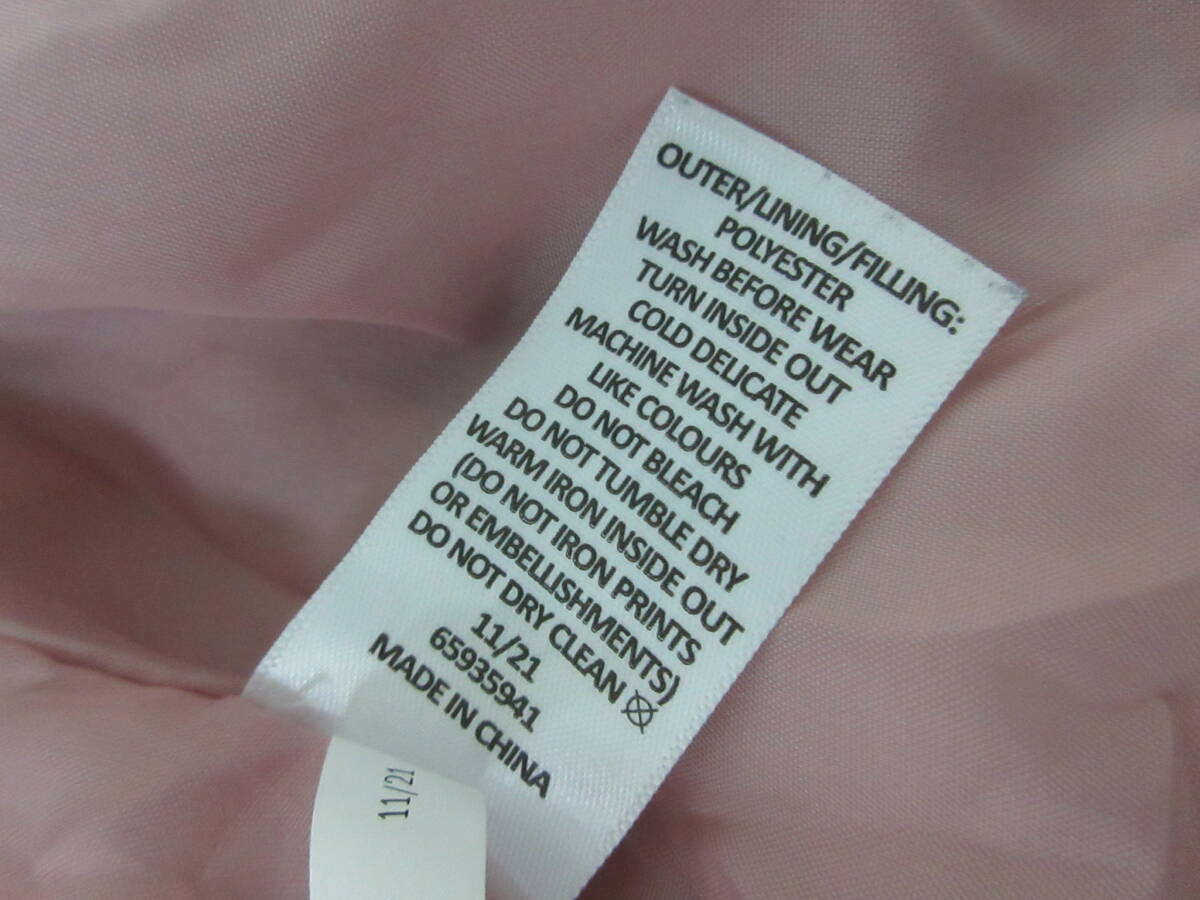 OUTER/LINING/FILLING:
POLYESTER
WASH BEFORE WEAR
TURN INSIDE OUT
COLD DELICATE
MACHINE WASH WITH
LIKE COLOURS
DO NOT BLEACH
DO NOT TUMBLE DRY
WARM IRON INSIDE OUT
(DO NOT IRON PRINTS
OR EMBELLISHMENTS)
DO NOT DRY CLEAN
11/21
65935941
MADE IN CHINA
11/21